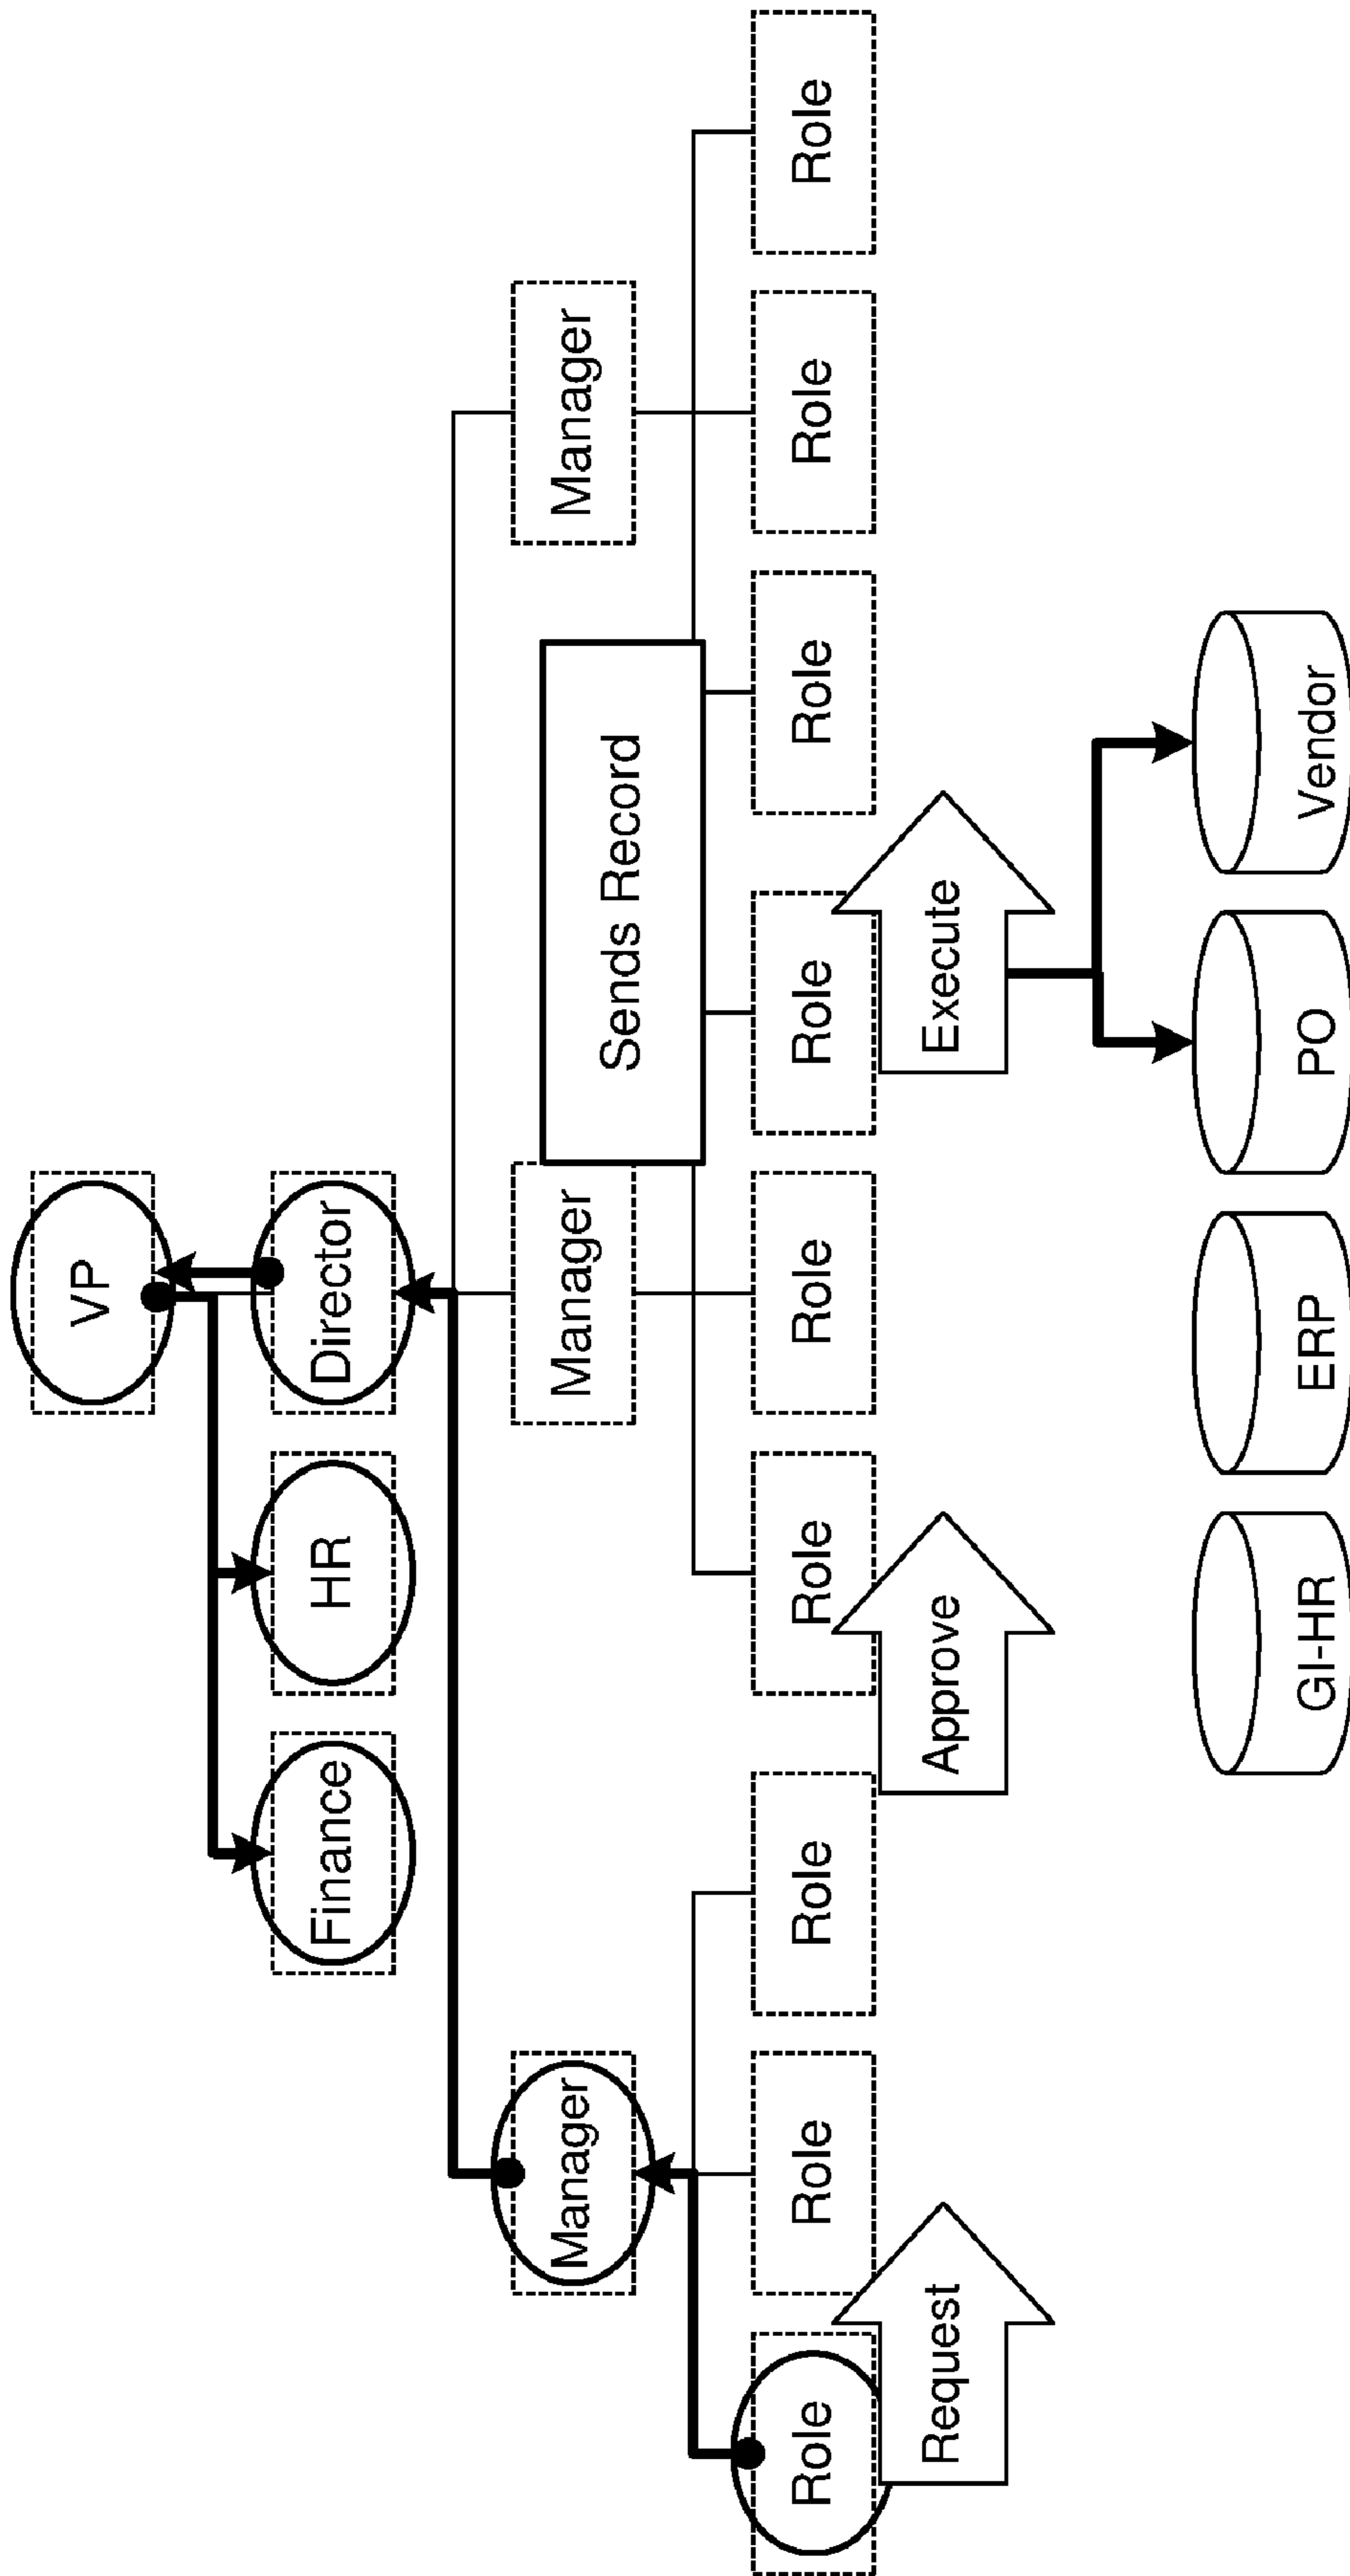 VP
Finance
HR
Director
Manager
Manager
Manager
Sends Record
Role
Role
Role
Role
Role
Role
Role
Role
Role
Request
Approve
Execute
GI-HR
ERP
PO
Vendor